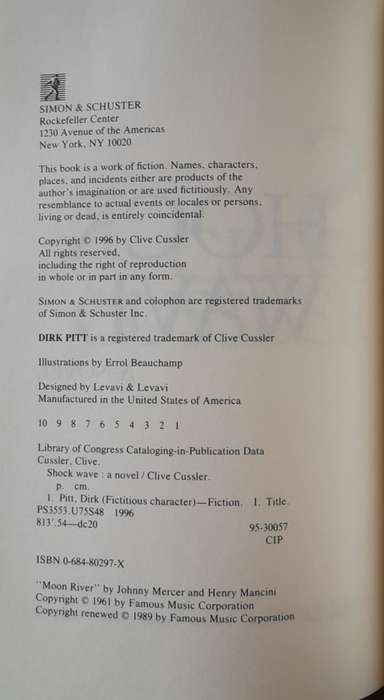 SIMON & SCHUSTER
Rockefeller Center
1230 Avenue of the Americas
New York, NY 10020
This book is a work of fiction. Names, characters,
places, and incidents either are products of the
author's imagination or are used fictitiously. Any
resemblance to actual events or locales or persons,
living or dead, is entirely coincidental.
Copyright © 1996 by Clive Cussler
All rights reserved,
including the right of reproduction
in whole or in part in any form.
SIMON & SCHUSTER and colophon are registered trademarks
of Simon & Schuster Inc.
DIRK PITT is a registered trademark of Clive Cussler
Illustrations by Errol Beauchamp
Designed by Levavi & Levavi
Manufactured in the United States of America
10 9 8 7 6 5 4 3 2 1
Library of Congress Cataloging-in-Publication Data
Cussler, Clive.
Shock wave : a novel / Clive Cussler.
p. cm.
1. Pitt, Dirk (Fictitious character)—Fiction. I. Title.
PS3553.U75S48 1996
813'.54—dc20 95-30057
CIP
ISBN 0-684-80297-X
"Moon River" by Johnny Mercer and Henry Mancini
Copyright © 1961 by Famous Music Corporation
Copyright renewed © 1989 by Famous Music Corporation